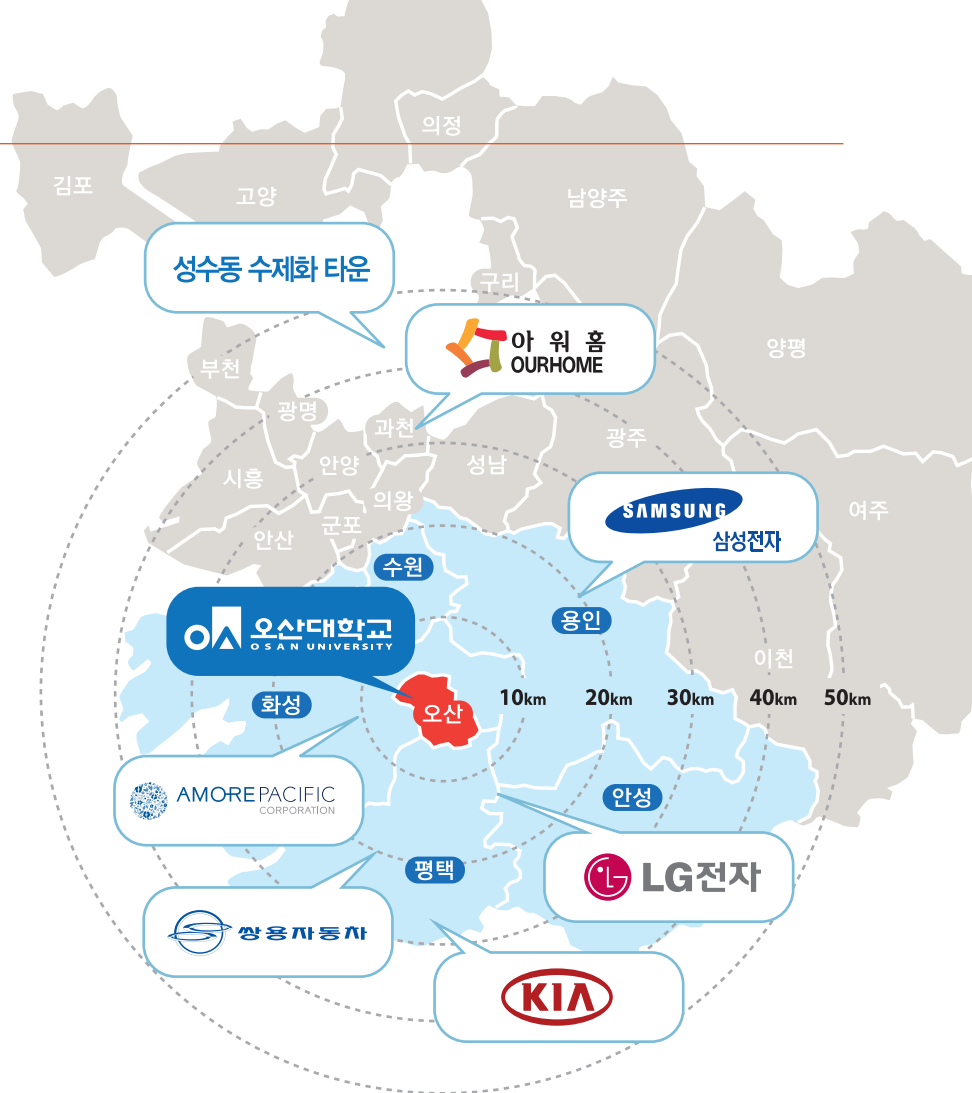 의정
김포
고양
남양주
성수동 수제화 타운
구리
아워홈
OURHOME
양평
부천
광명
과천
광주
안양
성남
시흥
의왕
여주
SAMSUNG
삼성전자
군포
안산
수원
용인
오산대학교
OSAN UNIVERSITY
이천
화성
오산
10km
20km
30km
40km
50km
AMOREPACIFIC
CORPORATION
안성
평택
LG전자
쌍용자동차
KIA